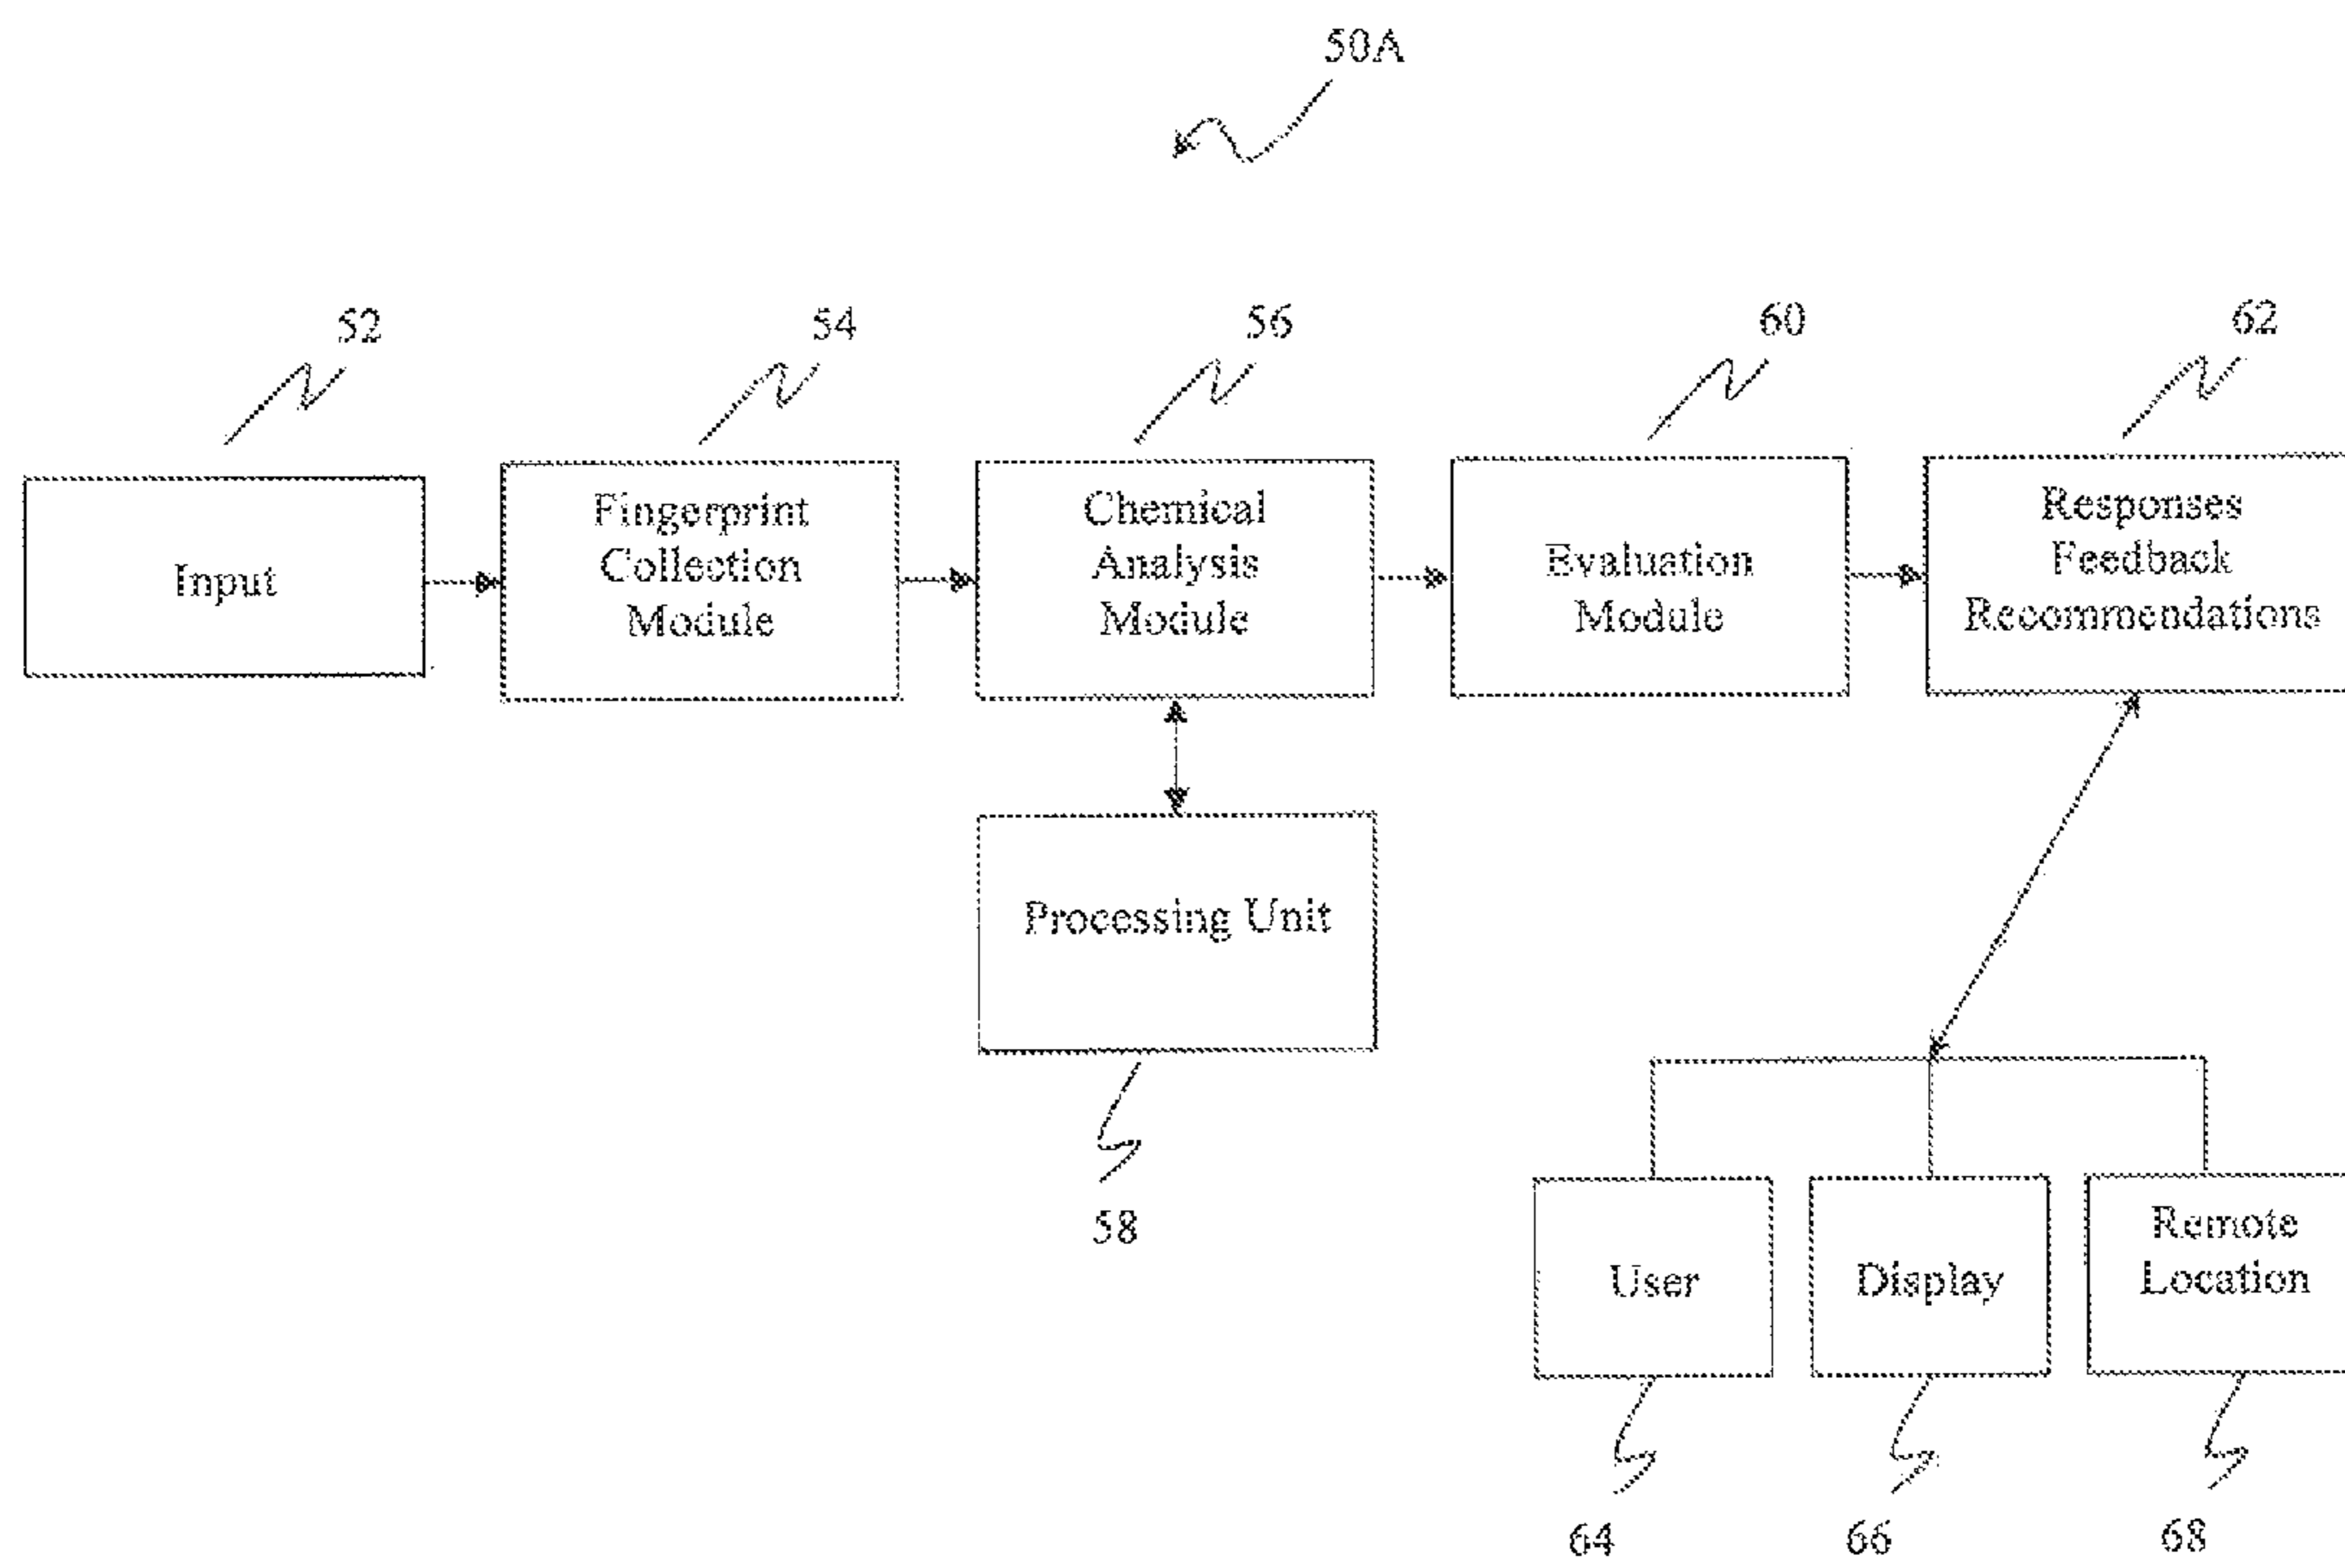 50A
52
54
56
60
62
Input
Fingerprint
Collection
Module
Chemical
Analysis
Module
Evaluation
Module
Responses
Feedback
Recommendations
Processing Unit
58
User
Display
Remote
Location
64
66
68